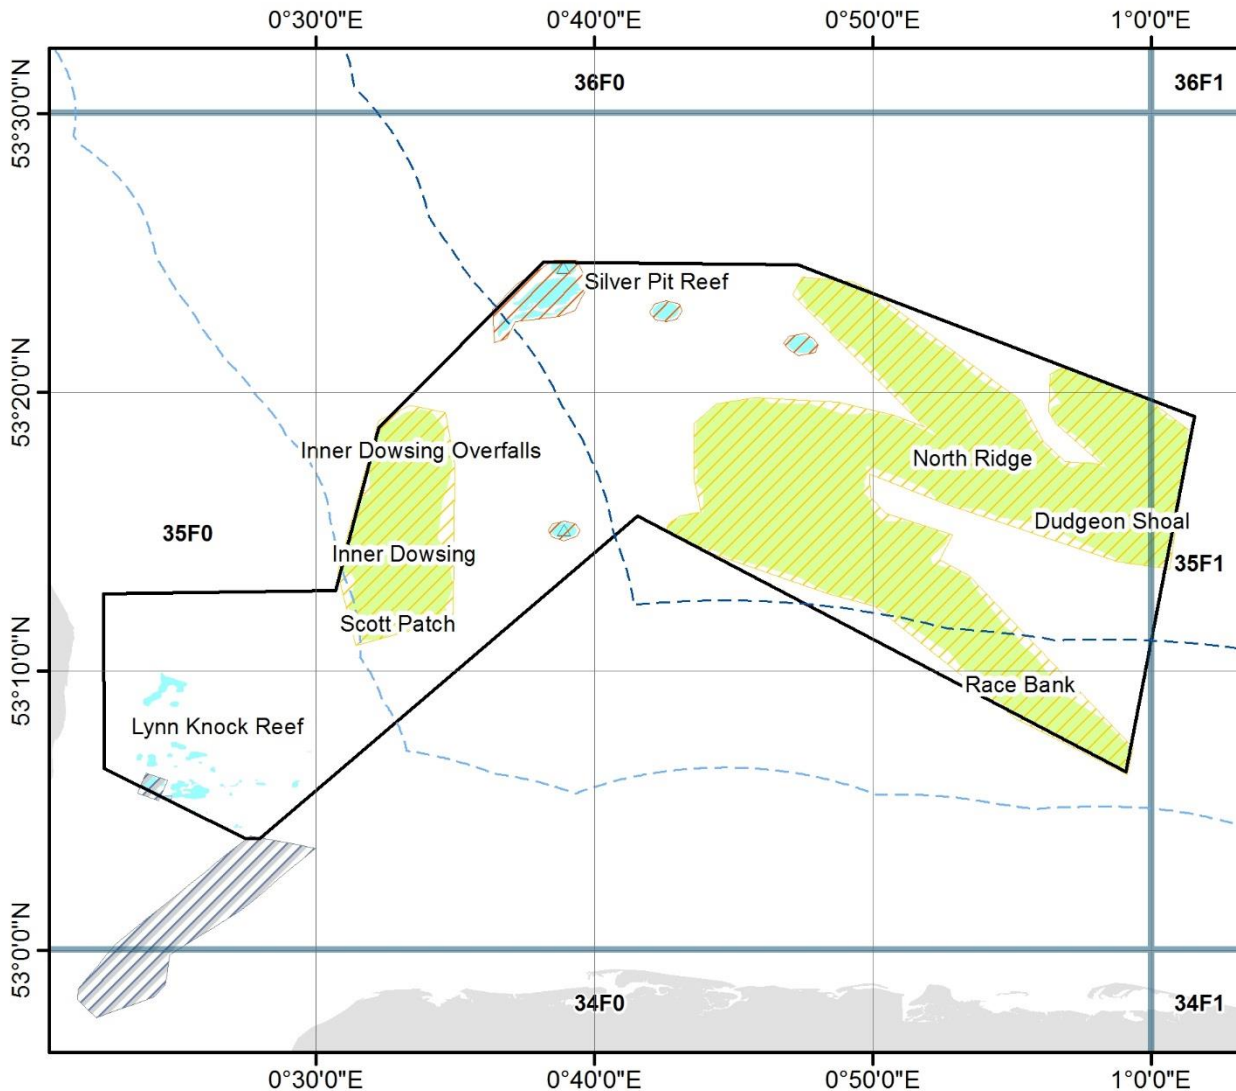 0°30'0"E 0°40'0"E 0°50'0"E 1°0'0"E
36F0 36F1
53°30'0"N
Silver Pit Reef
53°20'0"N
Inner Dowsing Overfalls
North Ridge
Dudgeon Shoal
35F0
Inner Dowsing
35F1
Scott Patch
53°10'0"N
Race Bank
Lynn Knock Reef
53°0'0"N
34F0 34F1
0°30'0"E 0°40'0"E 0°50'0"E 1°0'0"E